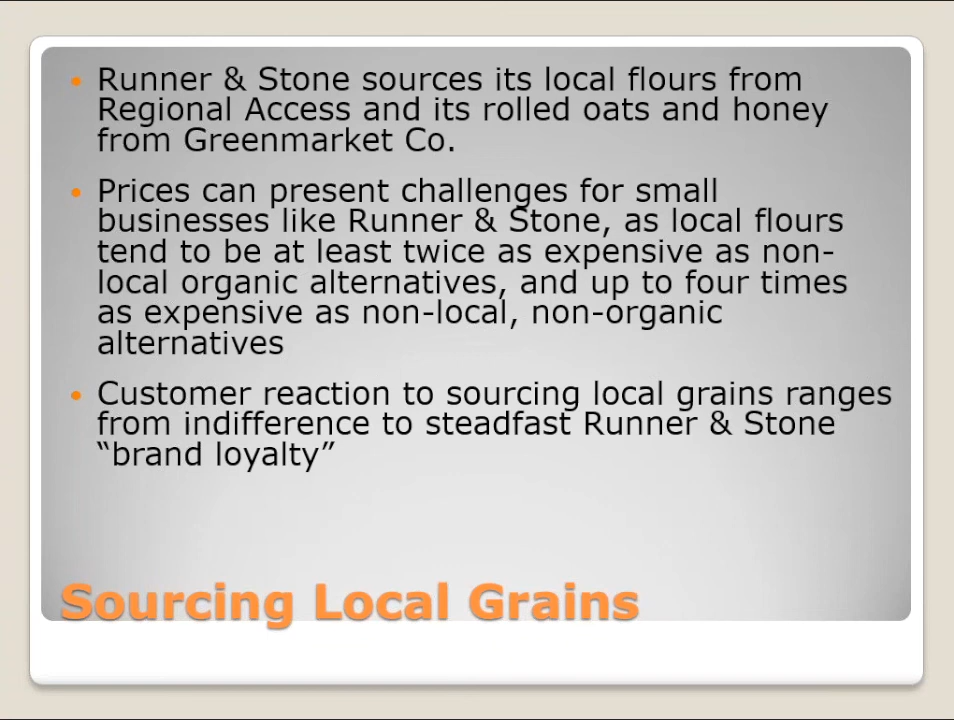 Runner & Stone sources its local flours from
Regional Access and its rolled oats and honey
from Greenmarket Co.
Prices can present challenges for small
businesses like Runner & Stone, as local flours
tend to be at least twice as expensive as non-
local organic alternatives, and up to four times
as expensive as non-local, non-organic
alternatives
Customer reaction to sourcing local grains ranges
from indifference to steadfast Runner & Stone
“brand loyalty”
Sourcing Local Grains